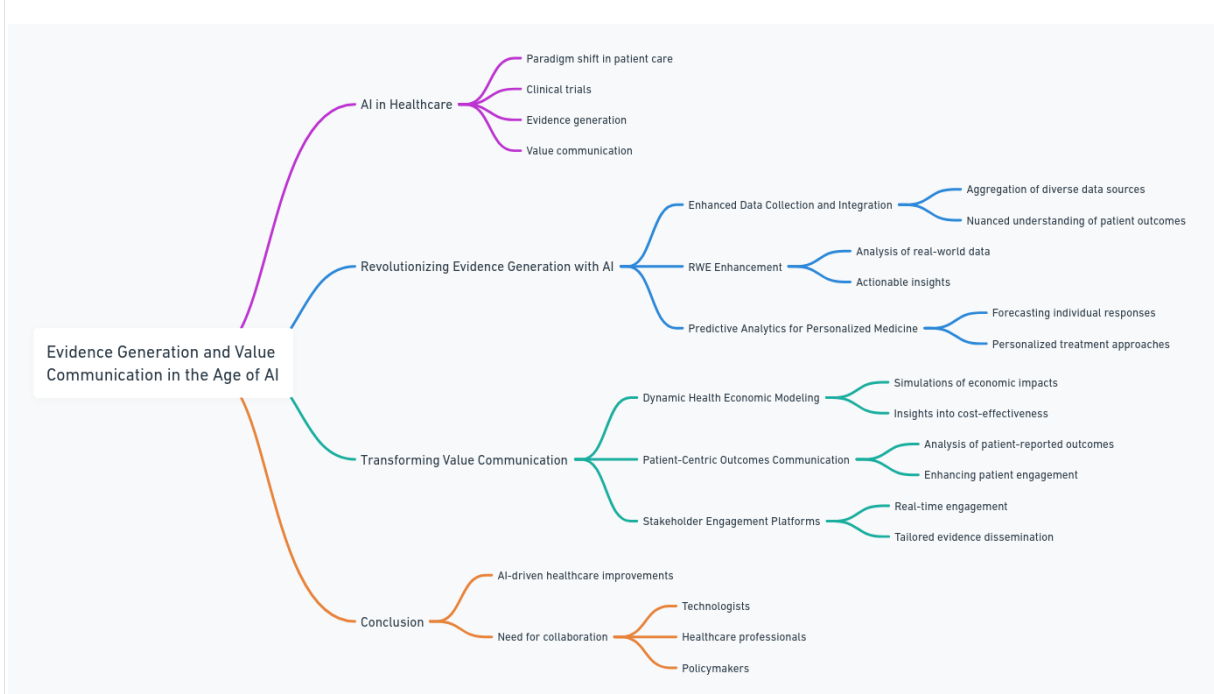 Evidence Generation and Value
Communication in the Age of AI
AI in Healthcare
Paradigm shift in patient care
Clinical trials
Evidence generation
Value communication
Revolutionizing Evidence Generation with AI
Enhanced Data Collection and Integration
Aggregation of diverse data sources
Nuanced understanding of patient outcomes
RWE Enhancement
Analysis of real-world data
Actionable insights
Predictive Analytics for Personalized Medicine
Forecasting individual responses
Personalized treatment approaches
Transforming Value Communication
Dynamic Health Economic Modeling
Simulations of economic impacts
Insights into cost-effectiveness
Patient-Centric Outcomes Communication
Analysis of patient-reported outcomes
Enhancing patient engagement
Stakeholder Engagement Platforms
Real-time engagement
Tailored evidence dissemination
Conclusion
AI-driven healthcare improvements
Need for collaboration
Technologists
Healthcare professionals
Policymakers